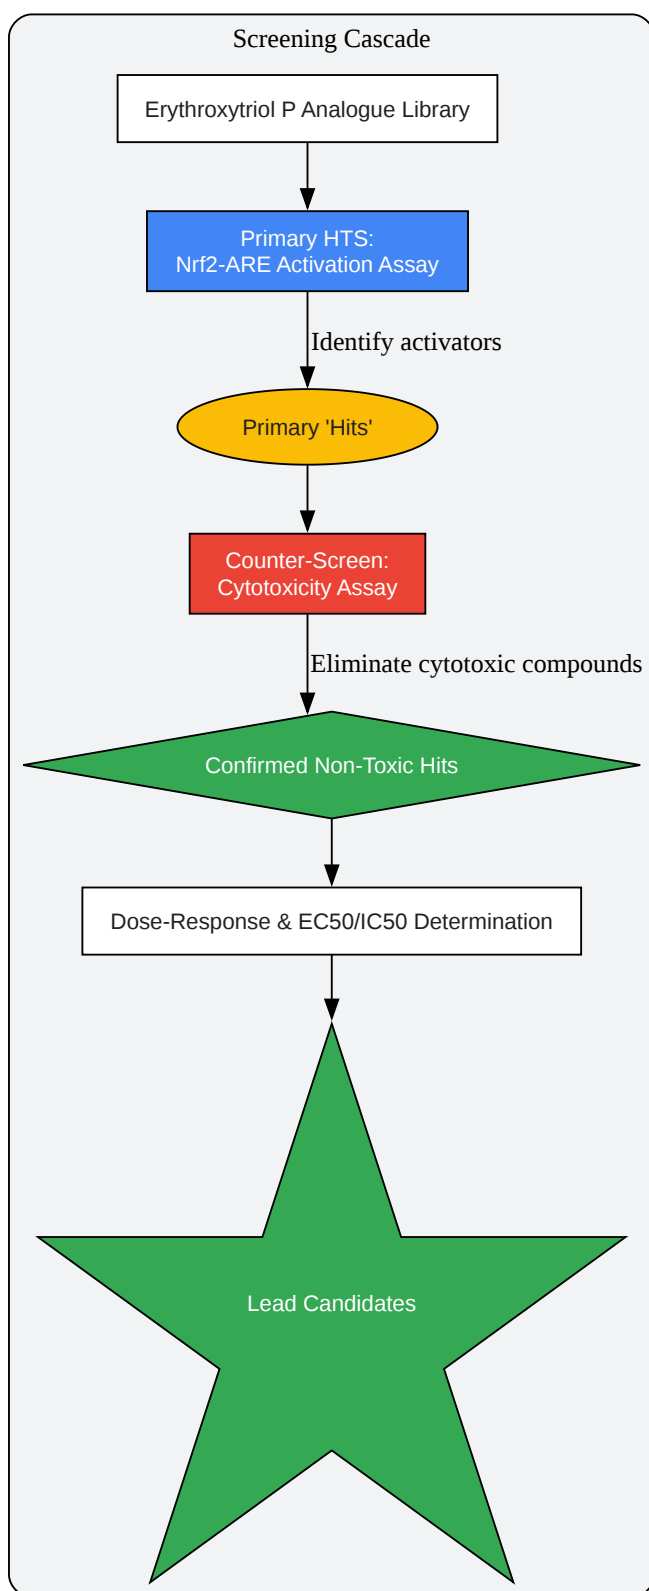 Screening Cascade
Erythroxytriol P Analogue Library
Primary HTS:
Nrf2-ARE Activation Assay
Identify activators
Primary 'Hits'
Counter-Screen:
Cytotoxicity Assay
Eliminate cytotoxic compounds
Confirmed Non-Toxic Hits
Dose-Response & EC50/IC50 Determination
Lead Candidates